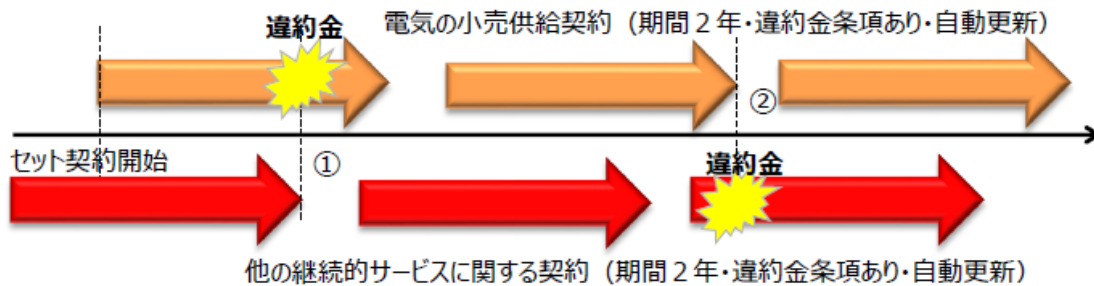 電気の小売供給契約（期間２年・違約金条項あり・自動更新）
違約金
②
セット契約開始
①
違約金
他の継続的サービスに関する契約（期間２年・違約金条項あり・自動更新）